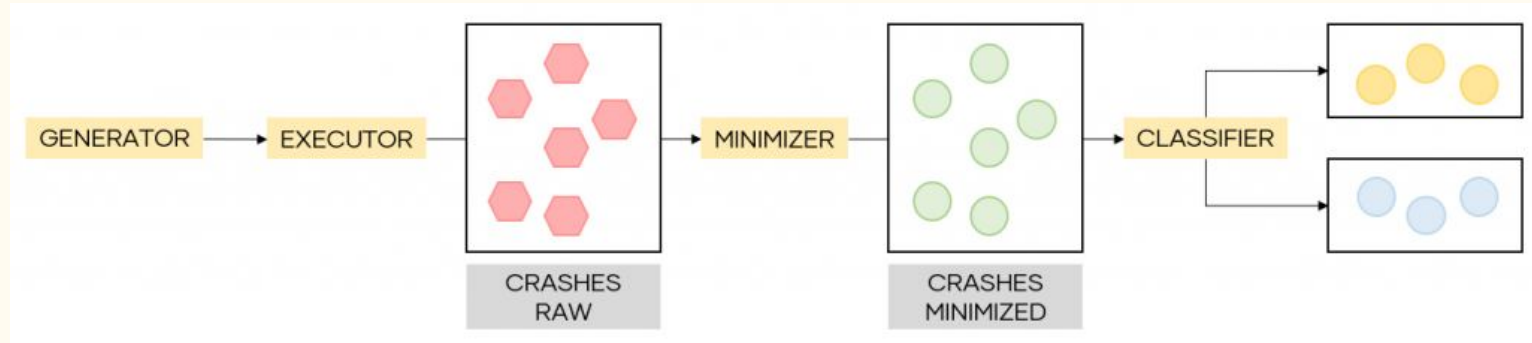 GENERATOR
EXECUTOR
CRASHES
RAW
MINIMIZER
CRASHES
MINIMIZED
CLASSIFIER